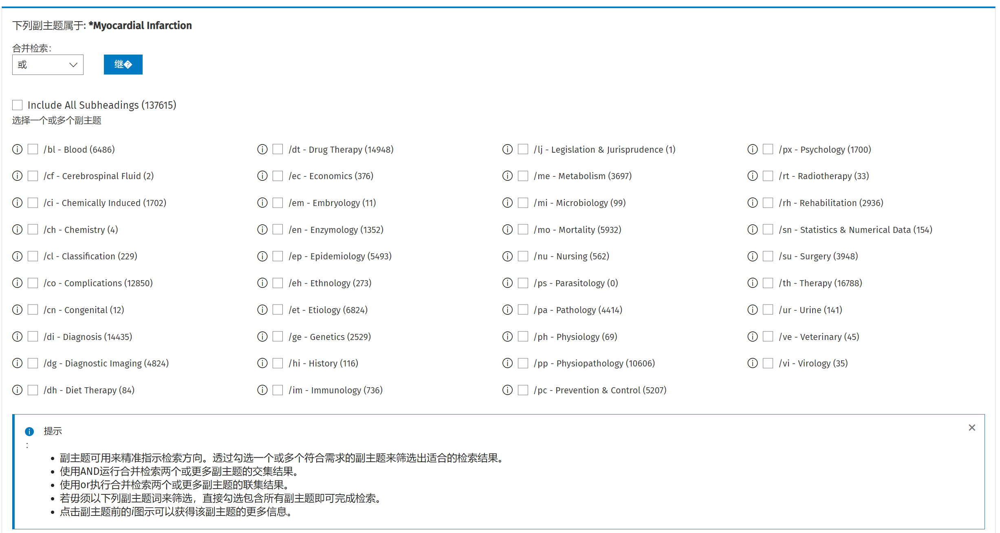 下列副主题属于: *Myocardial Infarction
合并检索:
或
继�
Include All Subheadings (137615)
选择一个或多个副主题
/bl - Blood (6486)
/cf - Cerebrospinal Fluid (2)
/ci - Chemically Induced (1702)
/ch - Chemistry (4)
/cl - Classification (229)
/co - Complications (12850)
/cn - Congenital (12)
/di - Diagnosis (14435)
/dg - Diagnostic Imaging (4824)
/dh - Diet Therapy (84)
/dt - Drug Therapy (14948)
/ec - Economics (376)
/em - Embryology (11)
/en - Enzymology (1352)
/ep - Epidemiology (5493)
/eh - Ethnology (273)
/et - Etiology (6824)
/ge - Genetics (2529)
/hi - History (116)
/im - Immunology (736)
/lj - Legislation & Jurisprudence (1)
/me - Metabolism (3697)
/mi - Microbiology (99)
/mo - Mortality (5932)
/nu - Nursing (562)
/ps - Parasitology (0)
/pa - Pathology (4414)
/ph - Physiology (69)
/pp - Physiopathology (10606)
/pc - Prevention & Control (5207)
/px - Psychology (1700)
/rt - Radiotherapy (33)
/rh - Rehabilitation (2936)
/sn - Statistics & Numerical Data (154)
/su - Surgery (3948)
/th - Therapy (16788)
/ur - Urine (141)
/ve - Veterinary (45)
/vi - Virology (35)
提示
:
副主题可用来精准指示检索方向。透过勾选一个或多个符合需求的副主题来筛选出适合的检索结果。
使用AND运行合并检索两个或更多副主题的交集结果。
使用or执行合并检索两个或更多副主题的联集结果。
若毋须以下列副主题词来筛选，直接勾选包含所有副主题即可完成检索。
点击副主题前的i图示可以获得该副主题的更多信息。